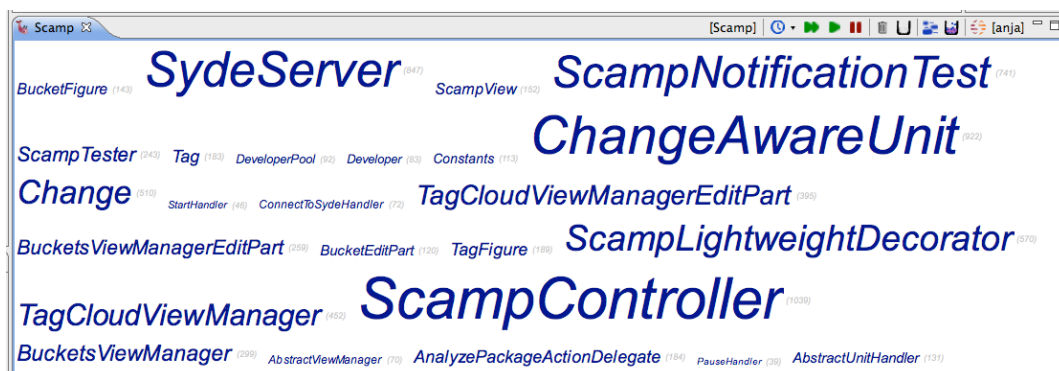 Scamp [Scamp] [anja]
BucketFigure (143) SydeServer (847) ScampView (152) ScampNotificationTest (741)
ScampTester (243) Tag (183) DeveloperPool (92) Developer (83) Constants (113) ChangeAwareUnit (922)
Change (510) StartHandler (46) ConnectToSydeHandler (72) TagCloudViewManagerEditPart (395)
BucketsViewManagerEditPart (259) BucketEditPart (120) TagFigure (189) ScampLightweightDecorator (570)
TagCloudViewManager (452) ScampController (1039)
BucketsViewManager (299) AbstractViewManager (70) AnalyzePackageActionDelegate (184) PauseHandler (39) AbstractUnitHandler (131)